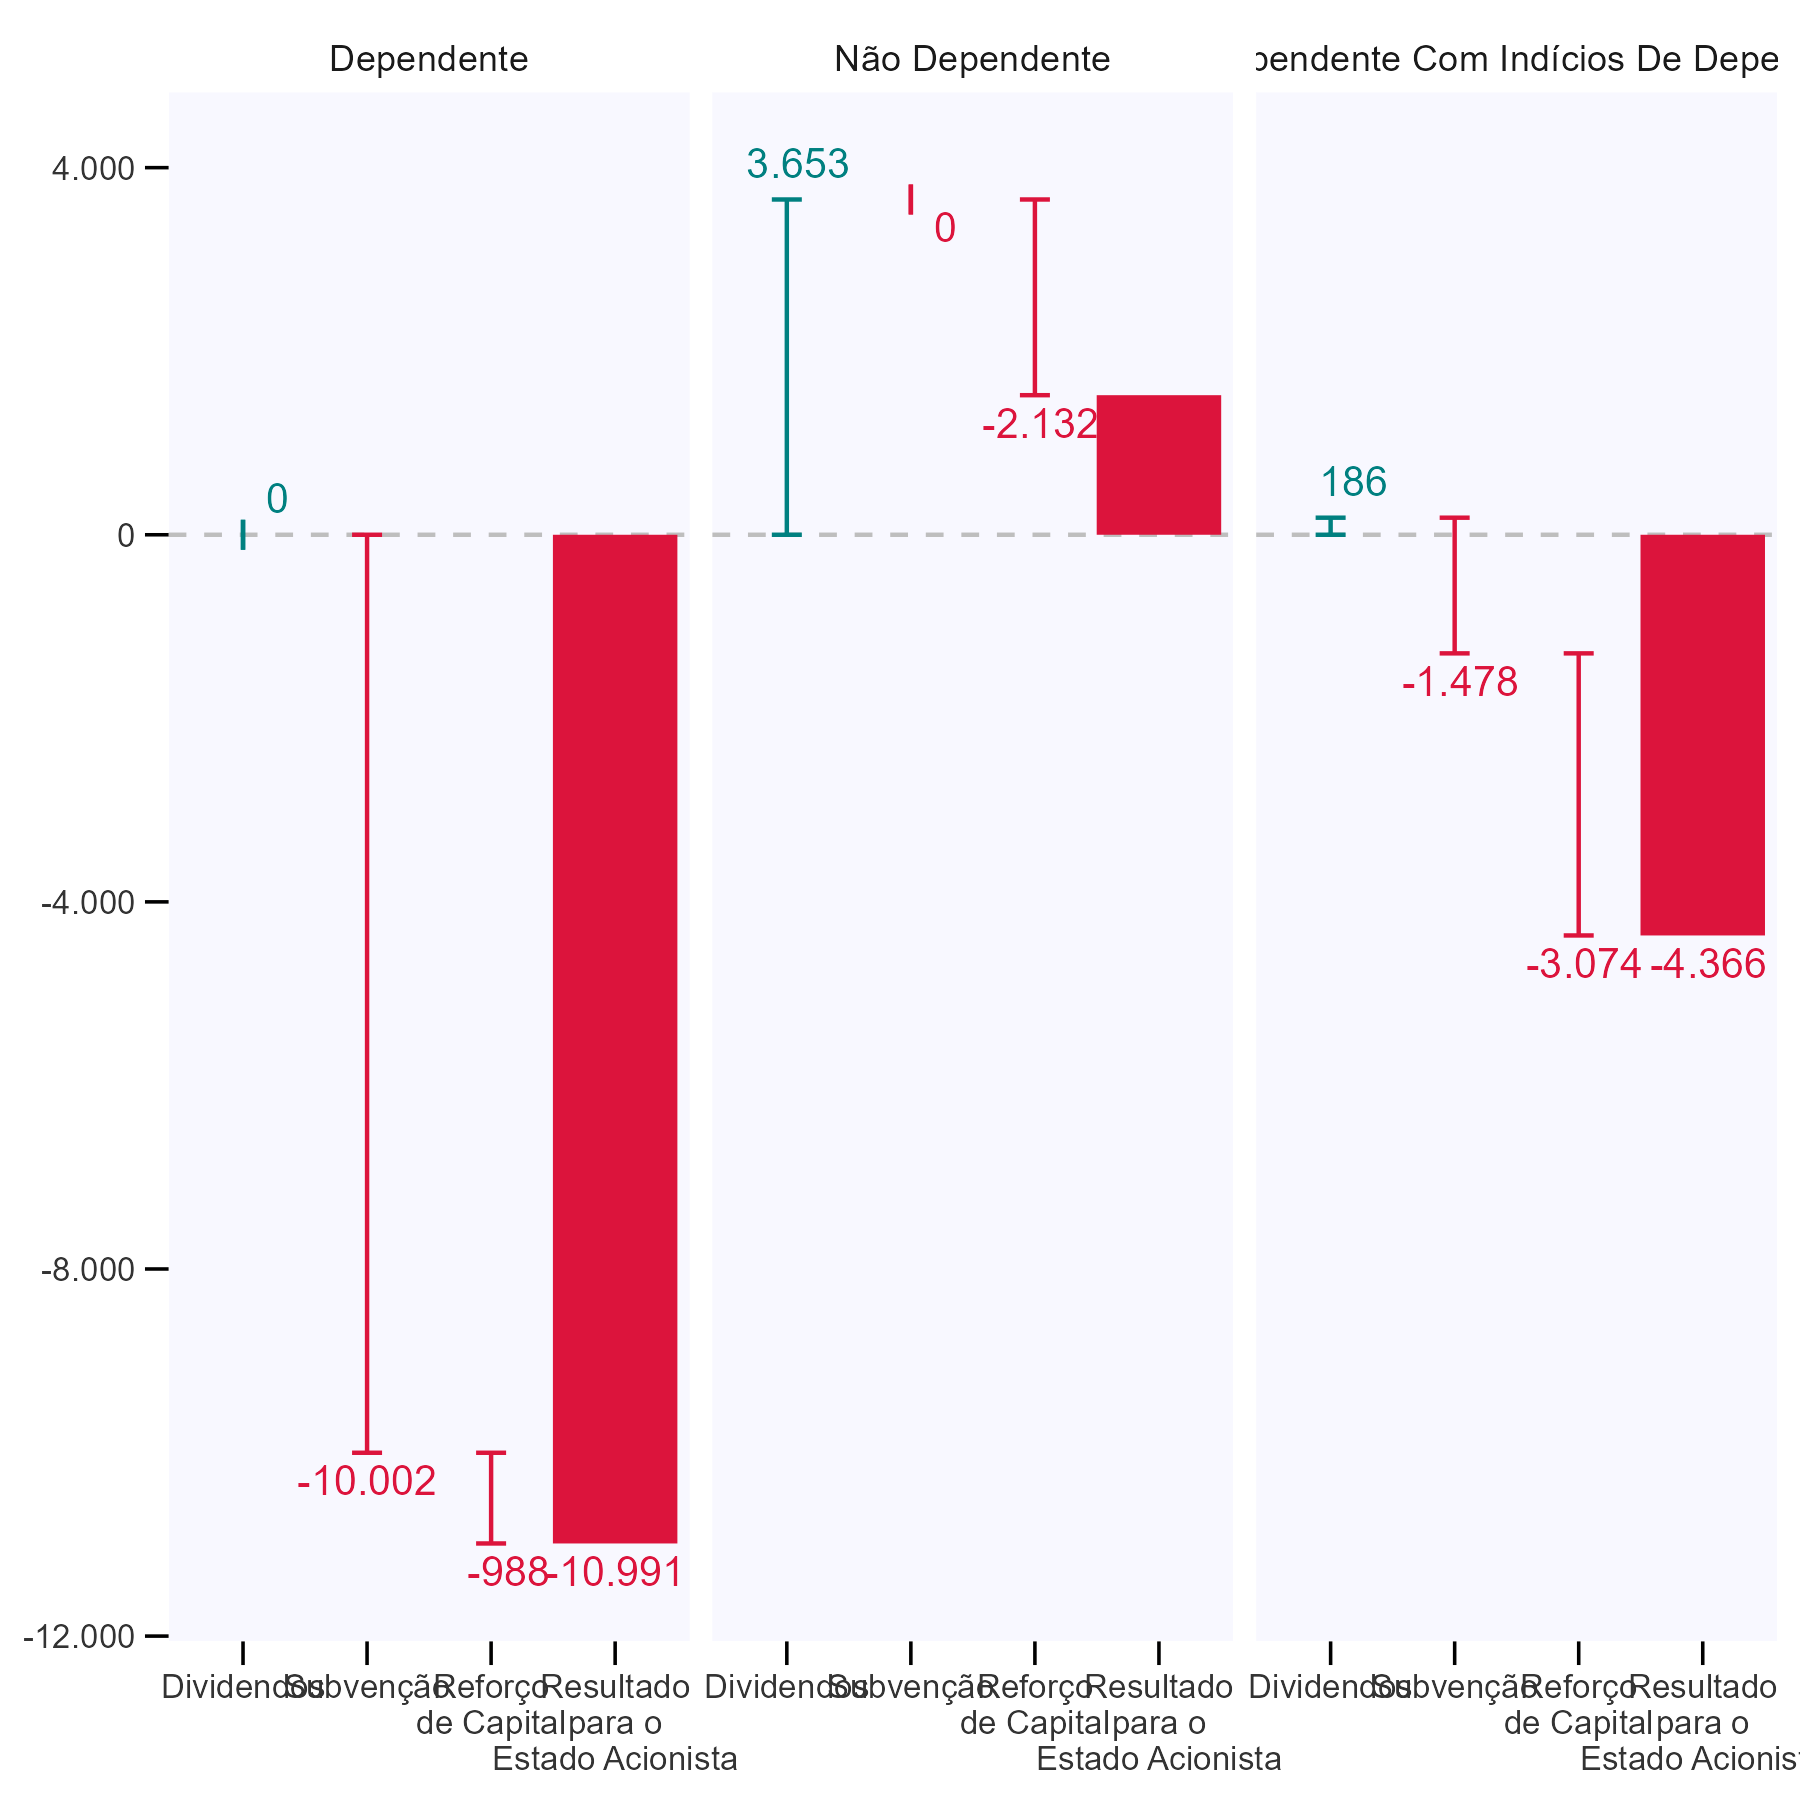 Dependente
Não Dependente
pendente Com Indícios De Depe
4.000
0
-4.000
-8.000
-12.000
0
-10.002
-988
-10.991
3.653
0
-2.132
186
-1.478
-3.074
-4.366
Dividendos
Subvenção
Reforço
de Capital
Resultado
para o
Estado Acionista
Dividendos
Subvenção
Reforço
de Capital
Resultado
para o
Estado Acionista
Dividendos
Subvenção
Reforço
de Capital
Resultado
para o
Estado Acionis